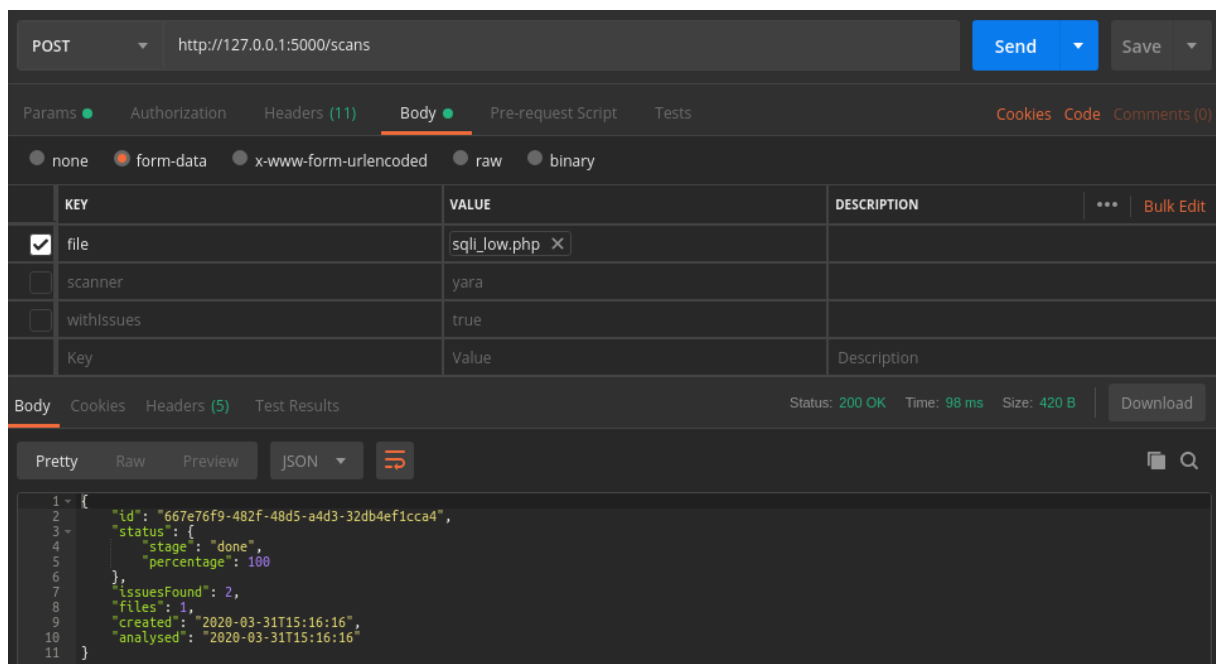 POST http://127.0.0.1:5000/scans Send Save
Params Authorization Headers (11) Body Pre-request Script Tests Cookies Code Comments (0)
none form-data x-www-form-urlencoded raw binary
KEY VALUE DESCRIPTION ••• Bulk Edit
file sqli_low.php ×
scanner yara
withIssues true
Key Value Description
Body Cookies Headers (5) Test Results Status: 200 OK Time: 98 ms Size: 420 B Download
Pretty Raw Preview JSON
1 {
2 "id": "667e76f9-482f-48d5-a4d3-32db4ef1cca4",
3 "status": {
4 "stage": "done",
5 "percentage": 100
6 },
7 "issuesFound": 2,
8 "files": 1,
9 "created": "2020-03-31T15:16:16",
10 "analysed": "2020-03-31T15:16:16"
11 }